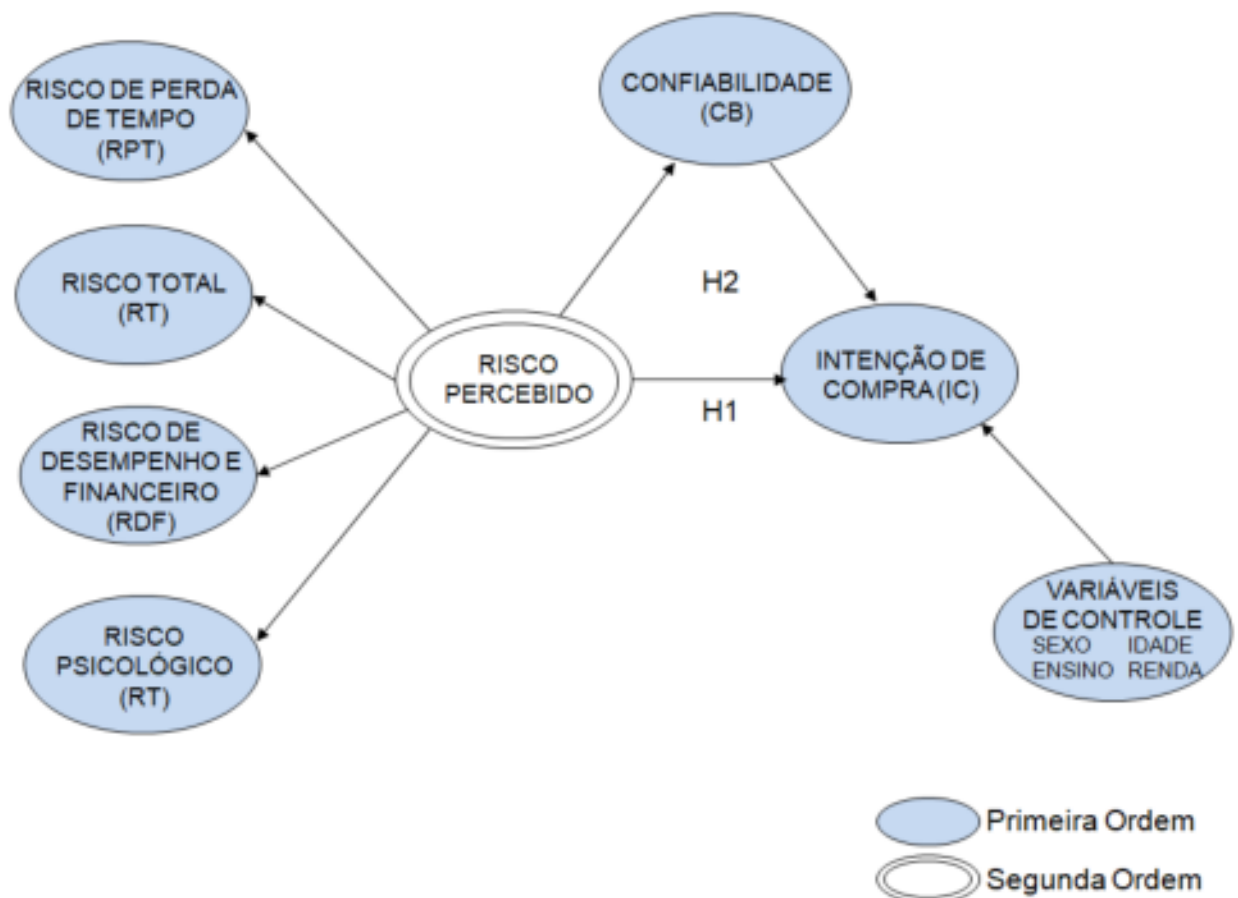 RISCO DE PERDA
DE TEMPO
(RPT)
CONFIABILIDADE
(CB)
RISCO TOTAL
(RT)
H2
RISCO
PERCEBIDO
INTENÇÃO DE
COMPRA (IC)
H1
RISCO DE
DESEMPENHO E
FINANCEIRO
(RDF)
RISCO
PSICOLÓGICO
(RT)
VARIÁVEIS
DE CONTROLE
SEXO IDADE
ENSINO RENDA
Primeira Ordem
Segunda Ordem